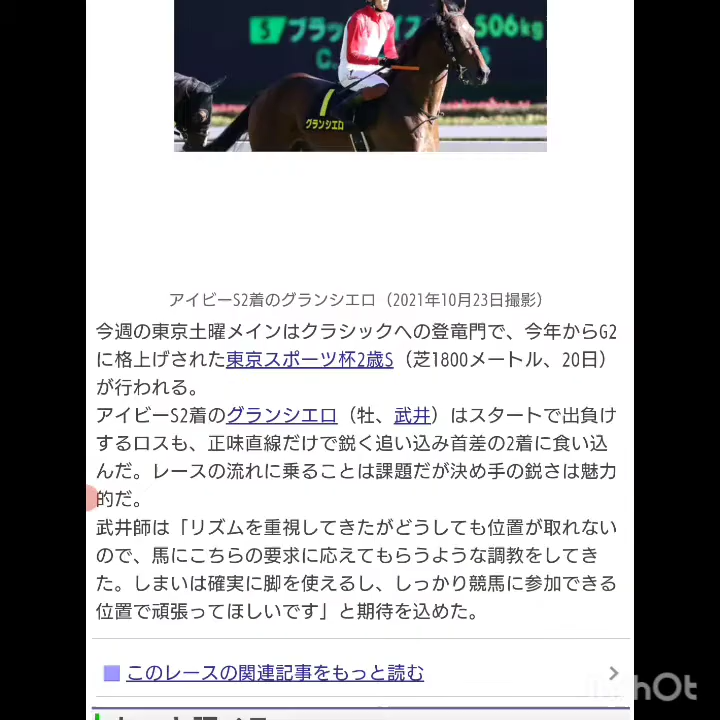 S ブラッ
506kg
C.
1
グランシエロ
アイビーS2着のグランシエロ（2021年10月23日撮影）
今週の東京土曜メインはクラシックへの登竜門で、今年からG2
に格上げされた東京スポーツ杯2歳S（芝1800メートル、20日）
が行われる。
アイビーS2着のグランシエロ（牡、武井）はスタートで出負け
するロスも、正味直線だけで鋭く追い込み首差の2着に食い込
んだ。レースの流れに乗ることは課題だが決め手の鋭さは魅力
的だ。
武井師は「リズムを重視してきたがどうしても位置が取れない
ので、馬にこちらの要求に応えてもらうような調教をしてき
た。しまいは確実に脚を使えるし、しっかり競馬に参加できる
位置で頑張ってほしいです」と期待を込めた。
このレースの関連記事をもっと読む